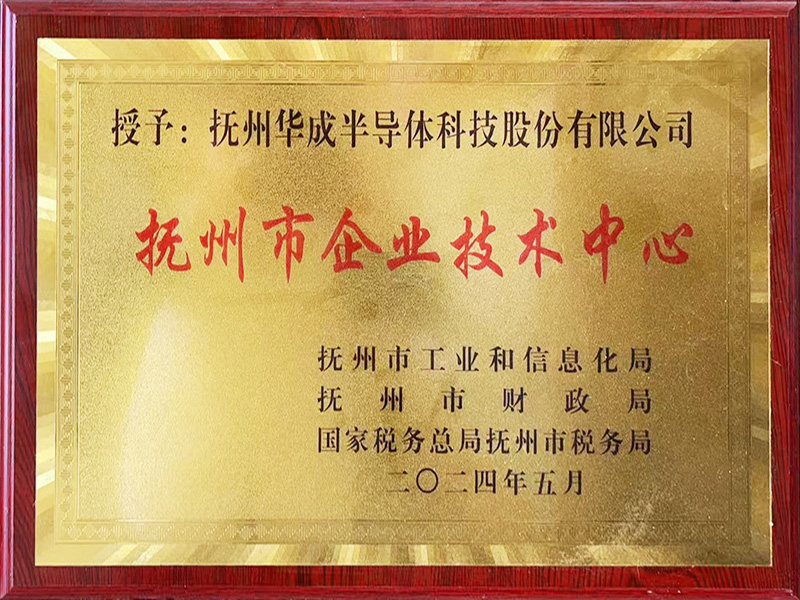 授予：抚州华成半导体科技股份有限公司
抚州市企业技术中心
抚州市工业和信息化局
抚州市财政局
国家税务总局抚州市税务局
二〇二四年五月